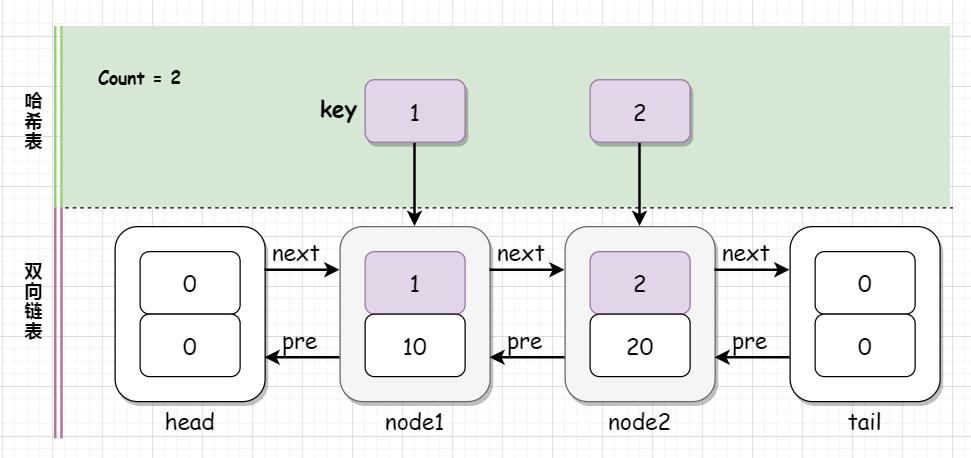 Count = 2
哈希表
key
1
2
双向链表
next
next
next
0
1
2
0
0
10
20
0
pre
pre
pre
head
node1
node2
tail